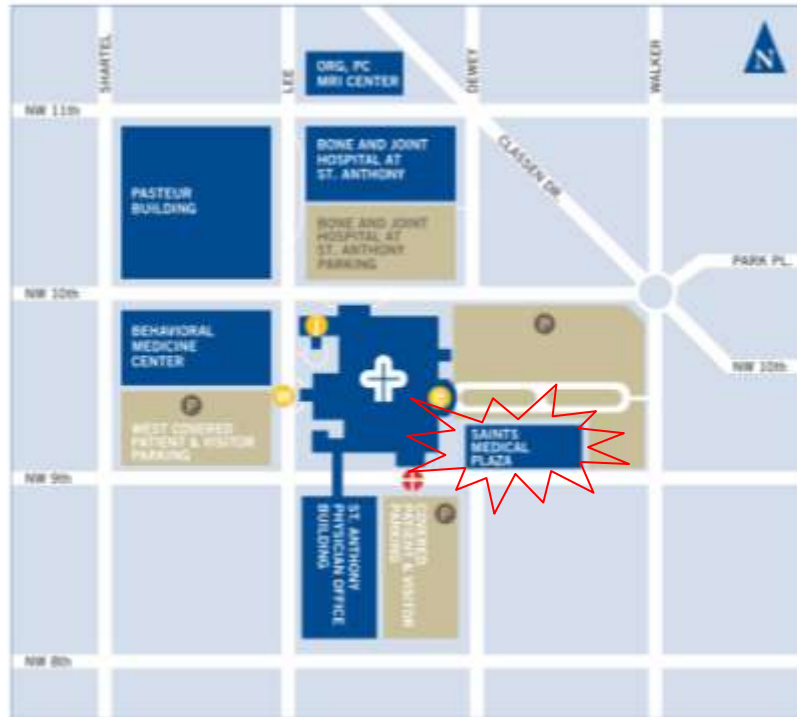 SHARTEL
LEE
DEWEY
WALKER
N
ORG, PC
MRI CENTER
NW 11th
BONE AND JOINT
HOSPITAL AT
ST. ANTHONY
CLASSEN DR.
PASTEUR
BUILDING
BONE AND JOINT
HOSPITAL AT
ST. ANTHONY
PARKING
PARK PL.
NW 10th
P
BEHAVIORAL
MEDICINE
CENTER
NW 10th
P
WEST COVERED
PATIENT & VISITOR
PARKING
SAINTS
MEDICAL
PLAZA
NW 9th
ST. ANTHONY
PHYSICIAN OFFICE
BUILDING
COVERED
PATIENT & VISITOR
PARKING
P
NW 8th